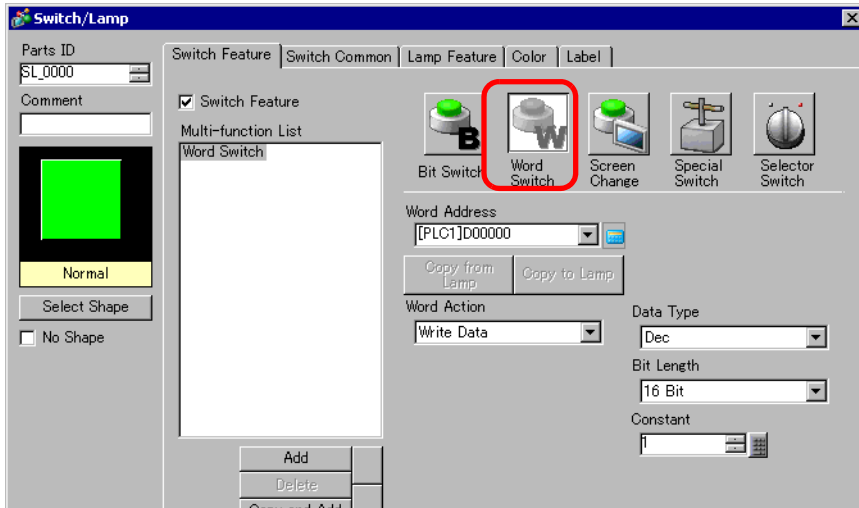 Switch/Lamp
Parts ID
SL_0000
Comment
Normal
Select Shape
No Shape
Switch Feature
Switch Common
Lamp Feature
Color
Label
Switch Feature
Multi-function List
Word Switch
Add
Delete
Copy and Add
B
Bit Switch
W
Word
Switch
Screen
Change
Special
Switch
Selector
Switch
Word Address
[PLC1]D00000
Copy from
Lamp
Copy to Lamp
Word Action
Write Data
Data Type
Dec
Bit Length
16 Bit
Constant
1